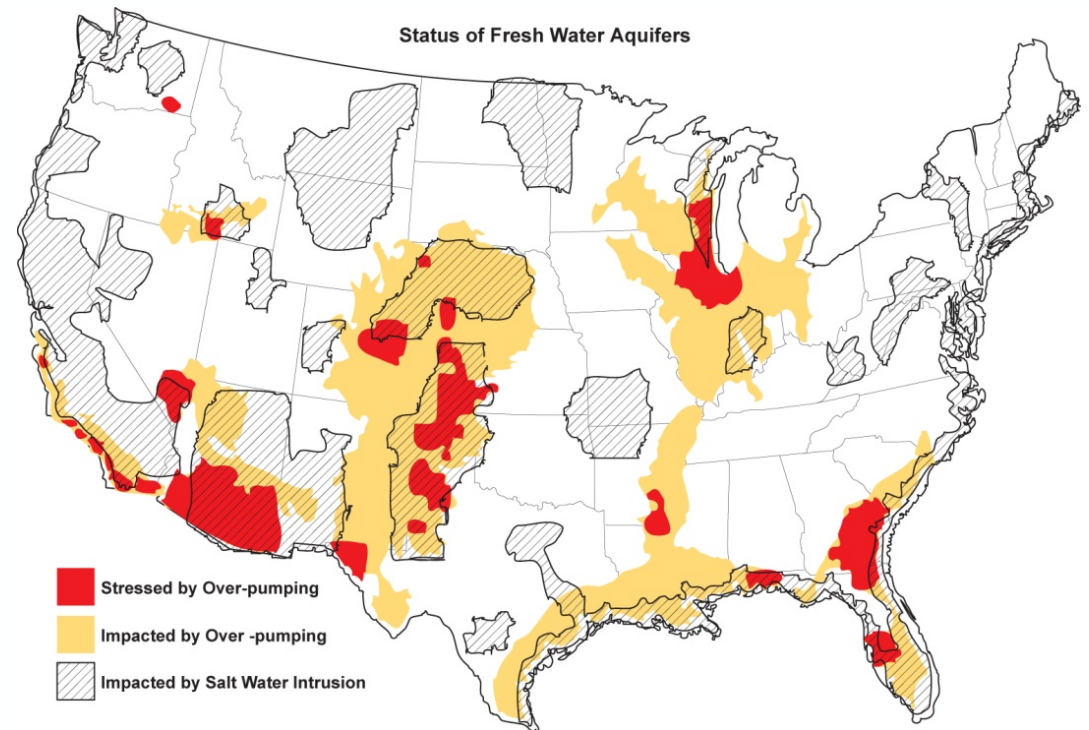 Status of Fresh Water Aquifers
Stressed by Over-pumping
Impacted by Over -pumping
Impacted by Salt Water Intrusion